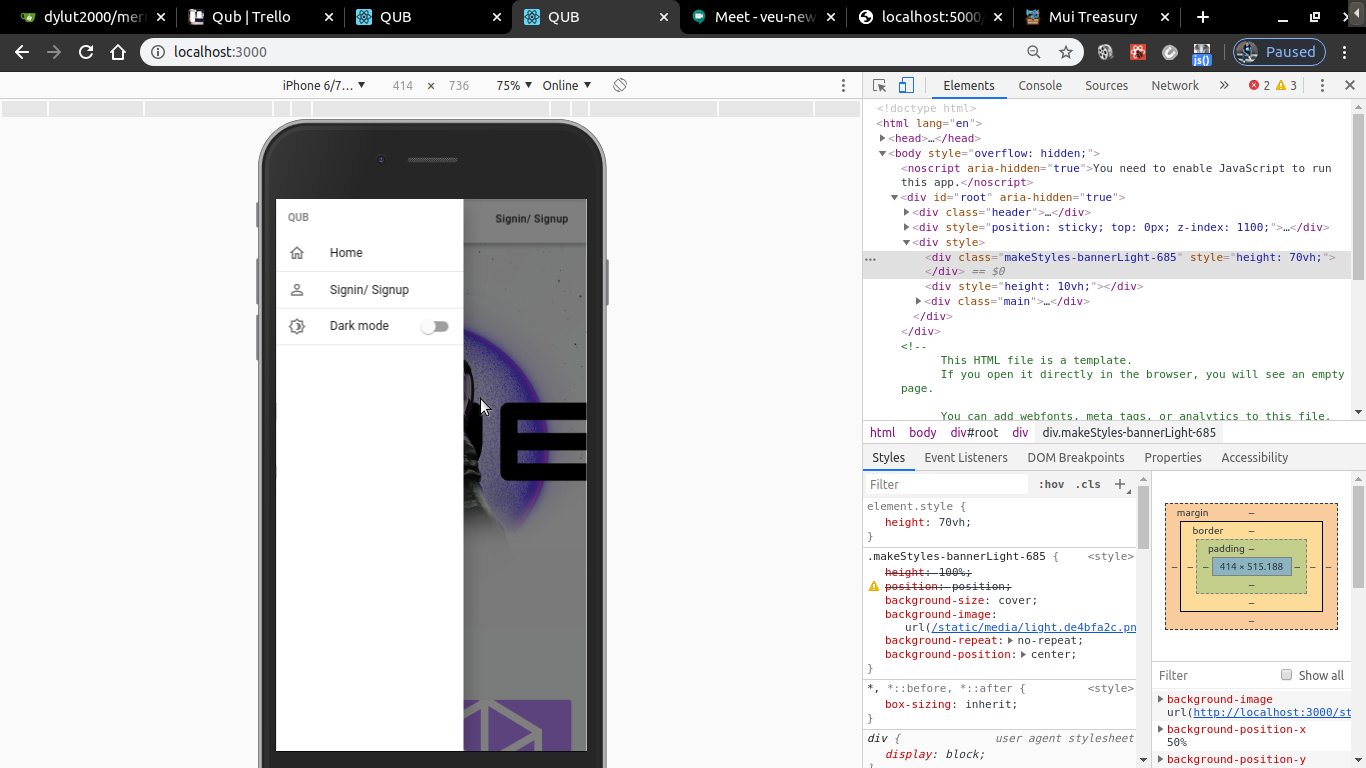 dylut2000/mern
Qub | Trello
QUB
QUB
Meet - veu-new
localhost:5000/
Mui Treasury
localhost:3000
js()
Paused
iPhone 6/7… 414 × 736 75% Online
QUB
Home
Signin/ Signup
Dark mode
Signin/ Signup
E
Elements Console Sources Network » 2 3
<!doctype html>
<html lang="en">
<head>…</head>
<body style="overflow: hidden;">
<noscript aria-hidden="true">You need to enable JavaScript to run
this app.</noscript>
<div id="root" aria-hidden="true">
<div class="header">…</div>
<div style="position: sticky; top: 0px; z-index: 1100;">…</div>
<div style>
<div class="makeStyles-bannerLight-685" style="height: 70vh;">
</div> == $0
<div style="height: 10vh;"></div>
<div class="main">…</div>
</div>
</div>
<!--
This HTML file is a template.
If you open it directly in the browser, you will see an empty
page.
You can add webfonts, meta tags, or analytics to this file.
html body div#root div div.makeStyles-bannerLight-685
Styles Event Listeners DOM Breakpoints Properties Accessibility
Filter :hov .cls +
element.style {
height: 70vh;
}
.makeStyles-bannerLight-685 { <style>
height: 100%;
position: position;
background-size: cover;
background-image:
url(/static/media/light.de4bfa2c.pn
background-repeat: no-repeat;
background-position: center;
}
*, *::before, *::after { <style>
box-sizing: inherit;
}
div { user agent stylesheet
display: block;
margin –
border –
padding –
414 × 515.188
Filter Show all
background-image
url(http://localhost:3000/st
background-position-x
50%
background-position-y